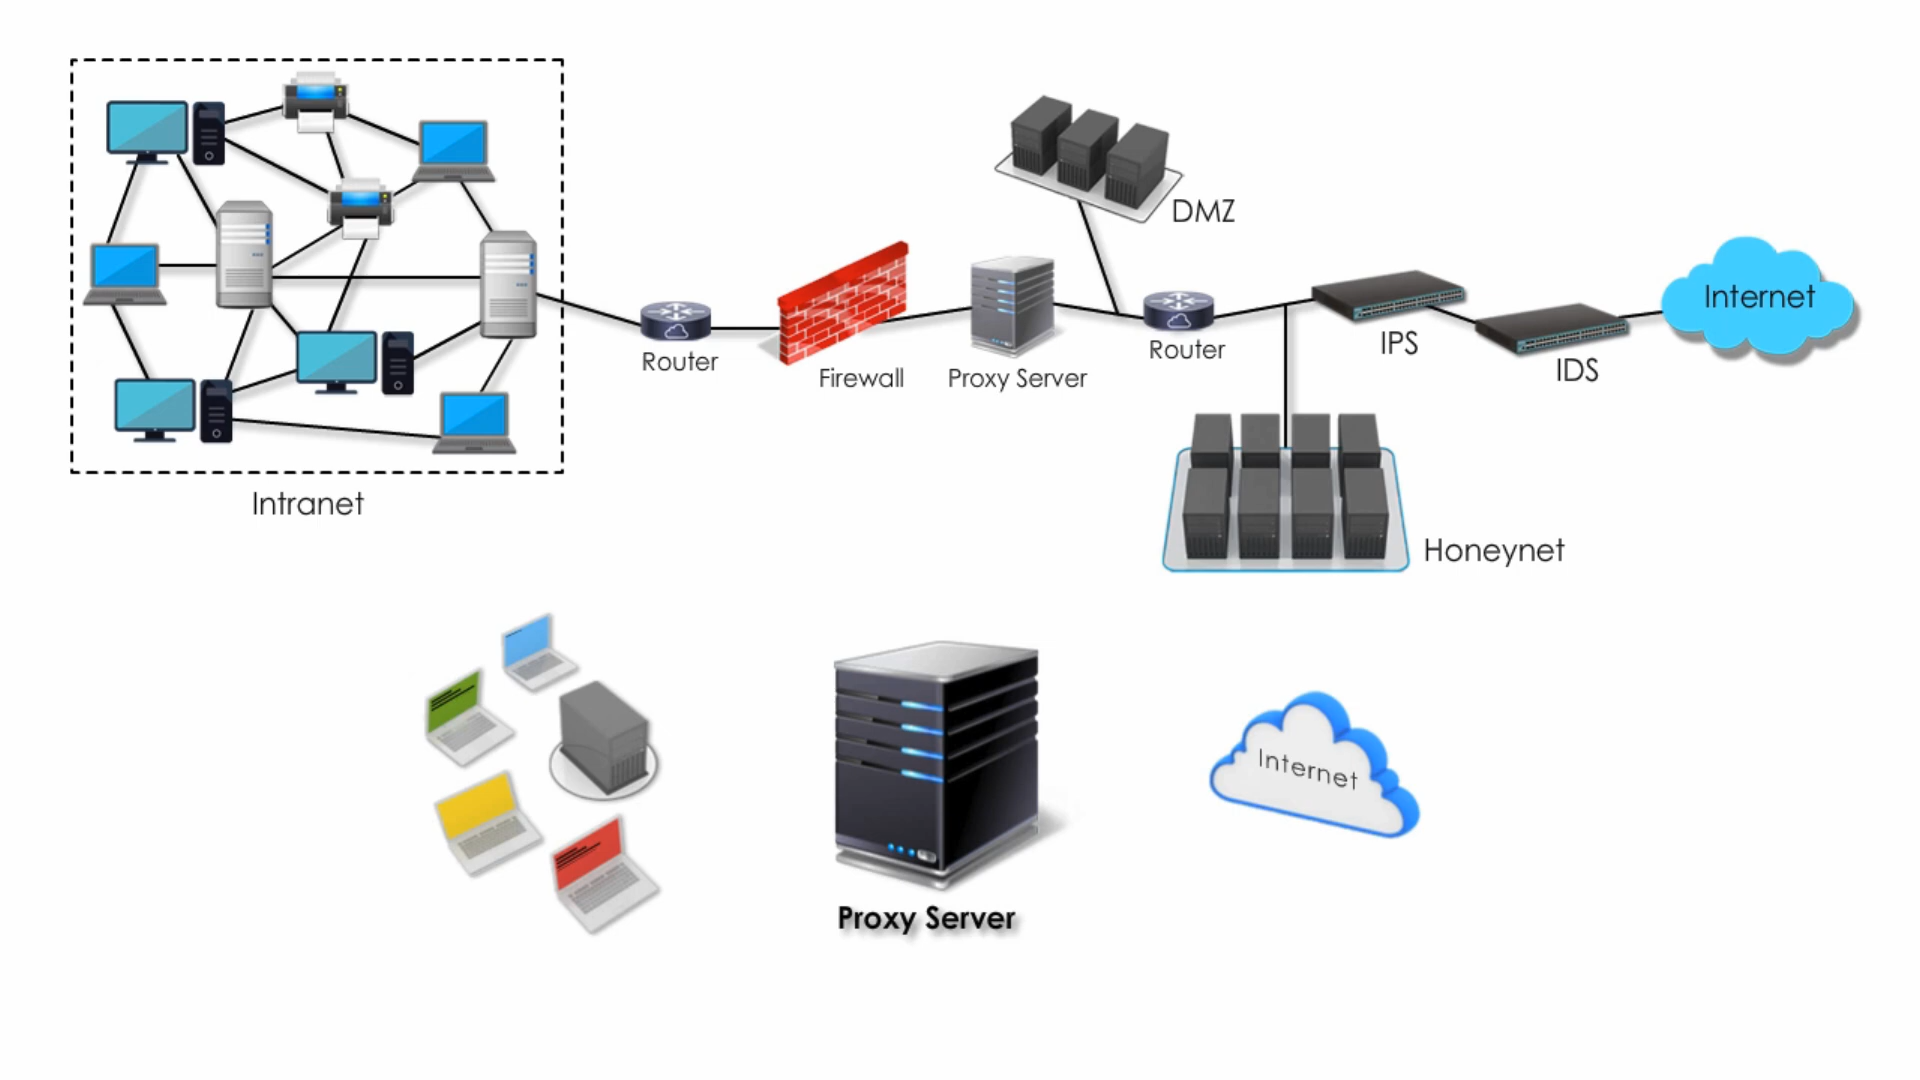 DMZ
Internet
Router
Firewall
Proxy Server
Router
IPS
IDS
Intranet
Honeynet
Internet
Proxy Server